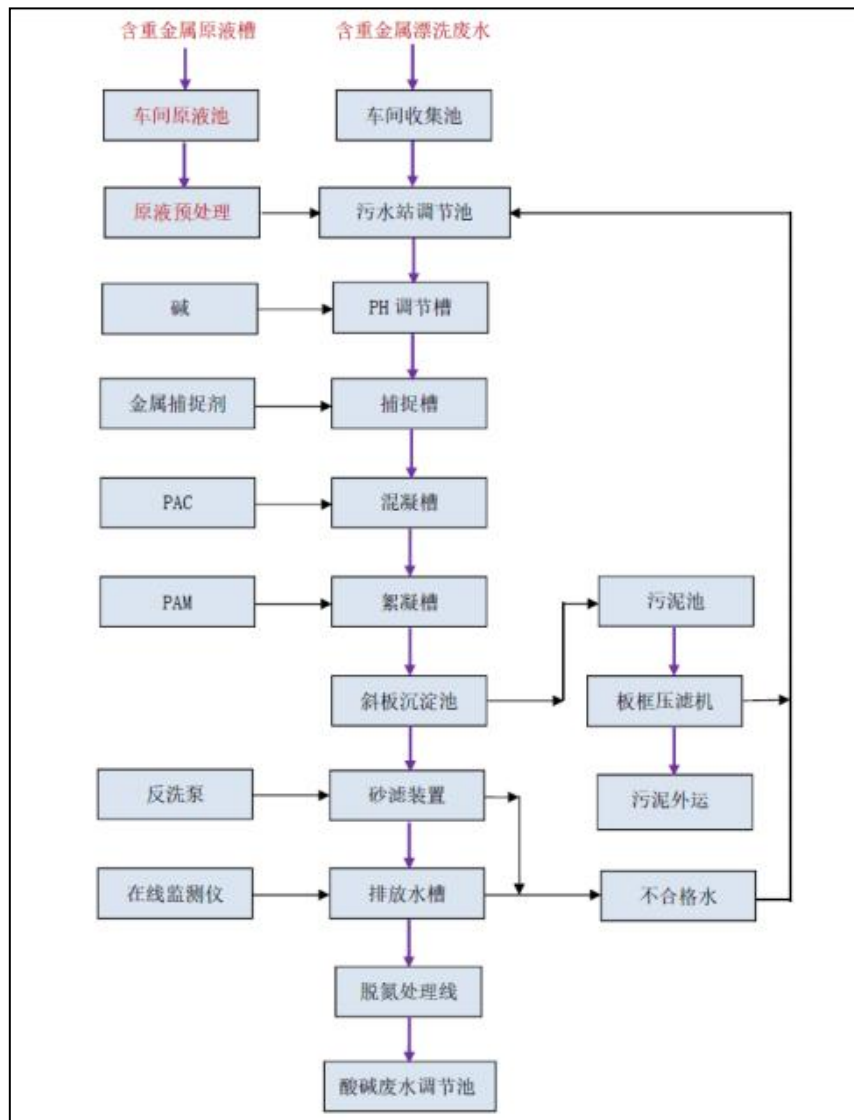 含重金属原液槽
含重金属漂洗废水
车间原液池
车间收集池
原液预处理
污水站调节池
碱
PH 调节槽
金属捕捉剂
捕捉槽
PAC
混凝槽
PAM
絮凝槽
污泥池
斜板沉淀池
板框压滤机
反洗泵
砂滤装置
污泥外运
在线监测仪
排放水槽
不合格水
脱氮处理线
酸碱废水调节池